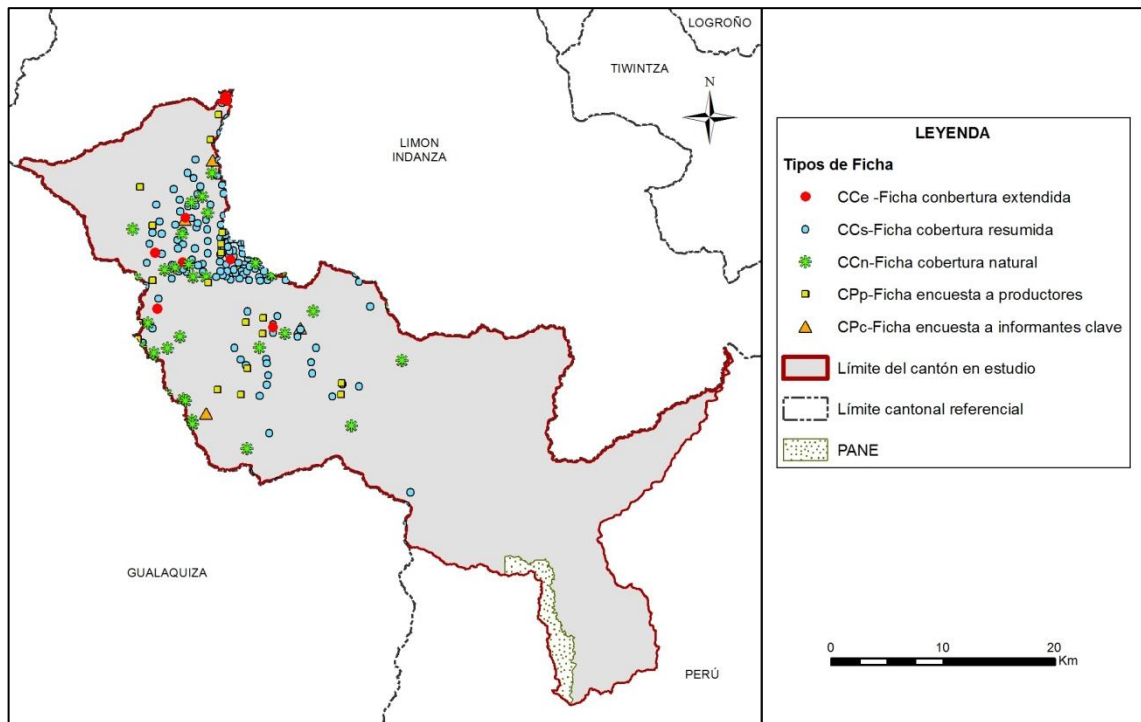 LOGROÑO
TIWINTZA
N
LIMON
INDANZA
GUALAQUIZA
PERÚ
LEYENDA
Tipos de Ficha
CCe -Ficha conbertura extendida
CCs-Ficha cobertura resumida
CCn-Ficha cobertura natural
CPp-Ficha encuesta a productores
CPc-Ficha encuesta a informantes clave
Límite del cantón en estudio
Límite cantonal referencial
PANE
0 10 20
Km